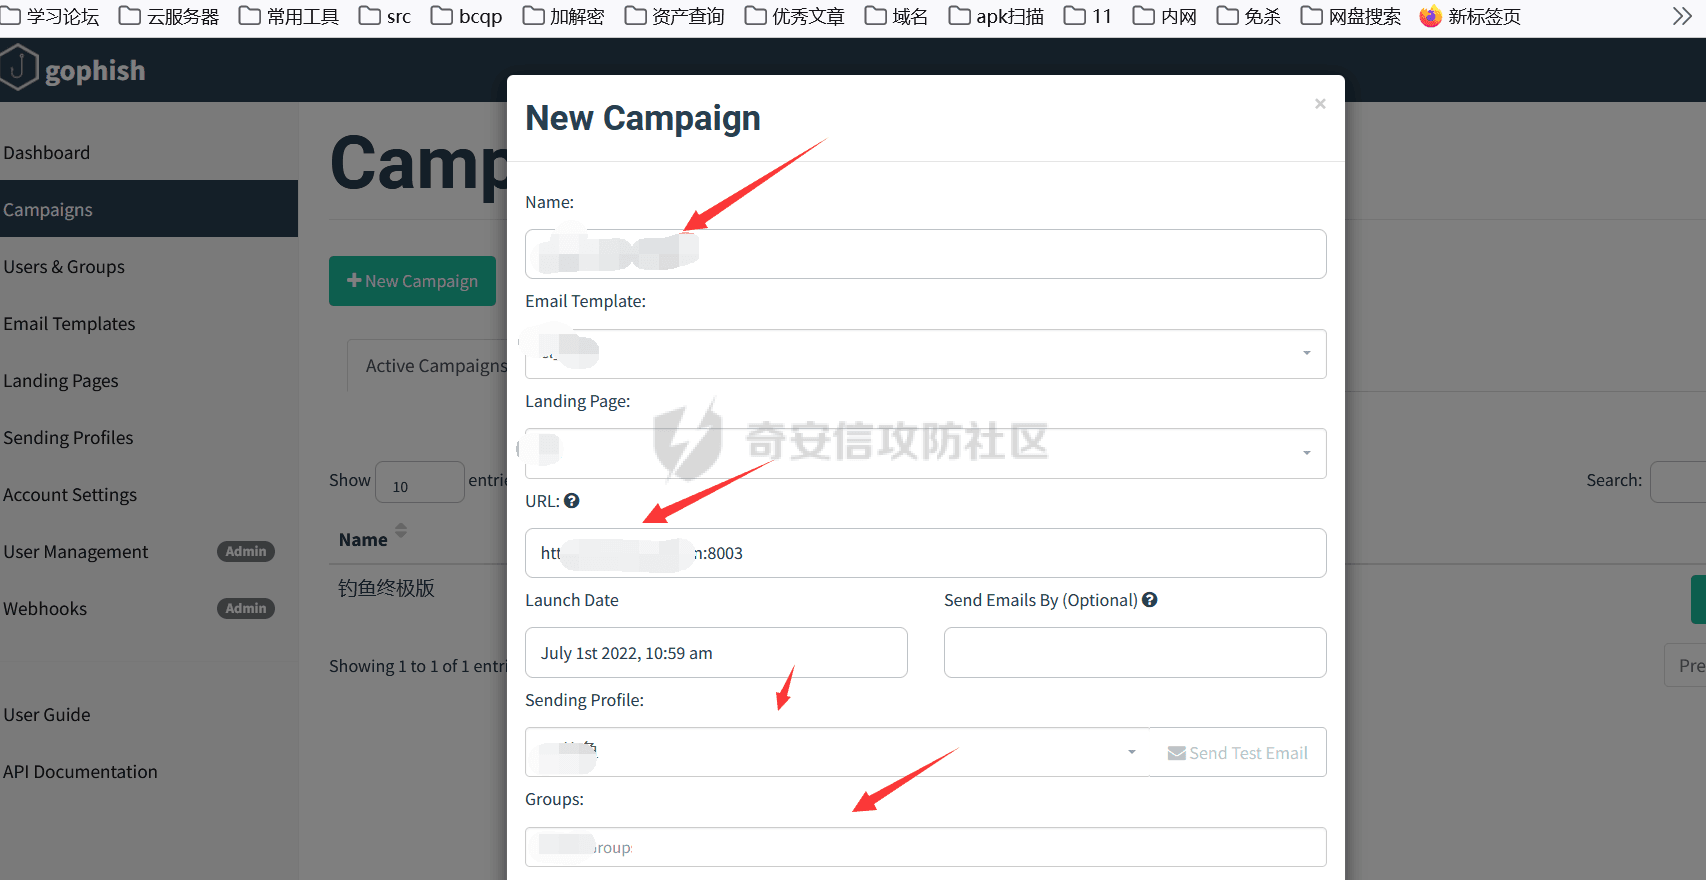 学习论坛 云服务器 常用工具 src bcqp 加解密 资产查询 优秀文章 域名 apk扫描 11 内网 免杀 网盘搜索 新标签页
gophish
New Campaign ×
Dashboard
Camp
Campaigns
Name:
Users & Groups
New Campaign
Email Template:
Email Templates
Active Campaigns
Landing Pages
Landing Page:
奇安信攻防社区
Sending Profiles
Show 10 entrie
Search:
Account Settings
URL:
Name
User Management Admin
htt n:8003
钓鱼终极版
Webhooks Admin
Launch Date Send Emails By (Optional)
July 1st 2022, 10:59 am
Showing 1 to 1 of 1 entri
Pre
Sending Profile:
User Guide
Send Test Email
API Documentation
Groups: